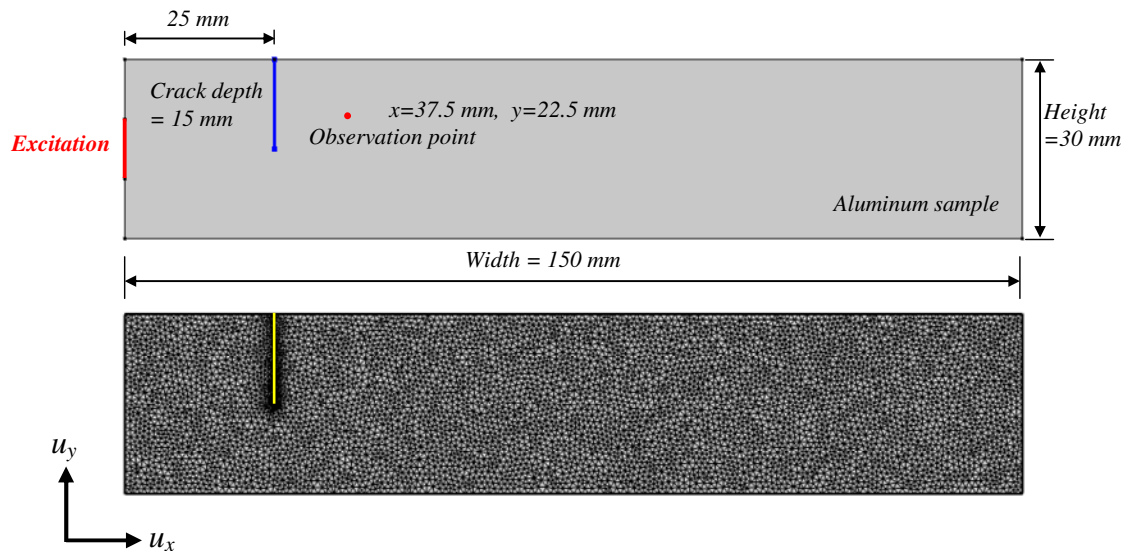 25 mm
Crack depth
= 15 mm
x=37.5 mm, y=22.5 mm
Observation point
Excitation
Height
=30 mm
Aluminum sample
Width = 150 mm
u_y
u_x